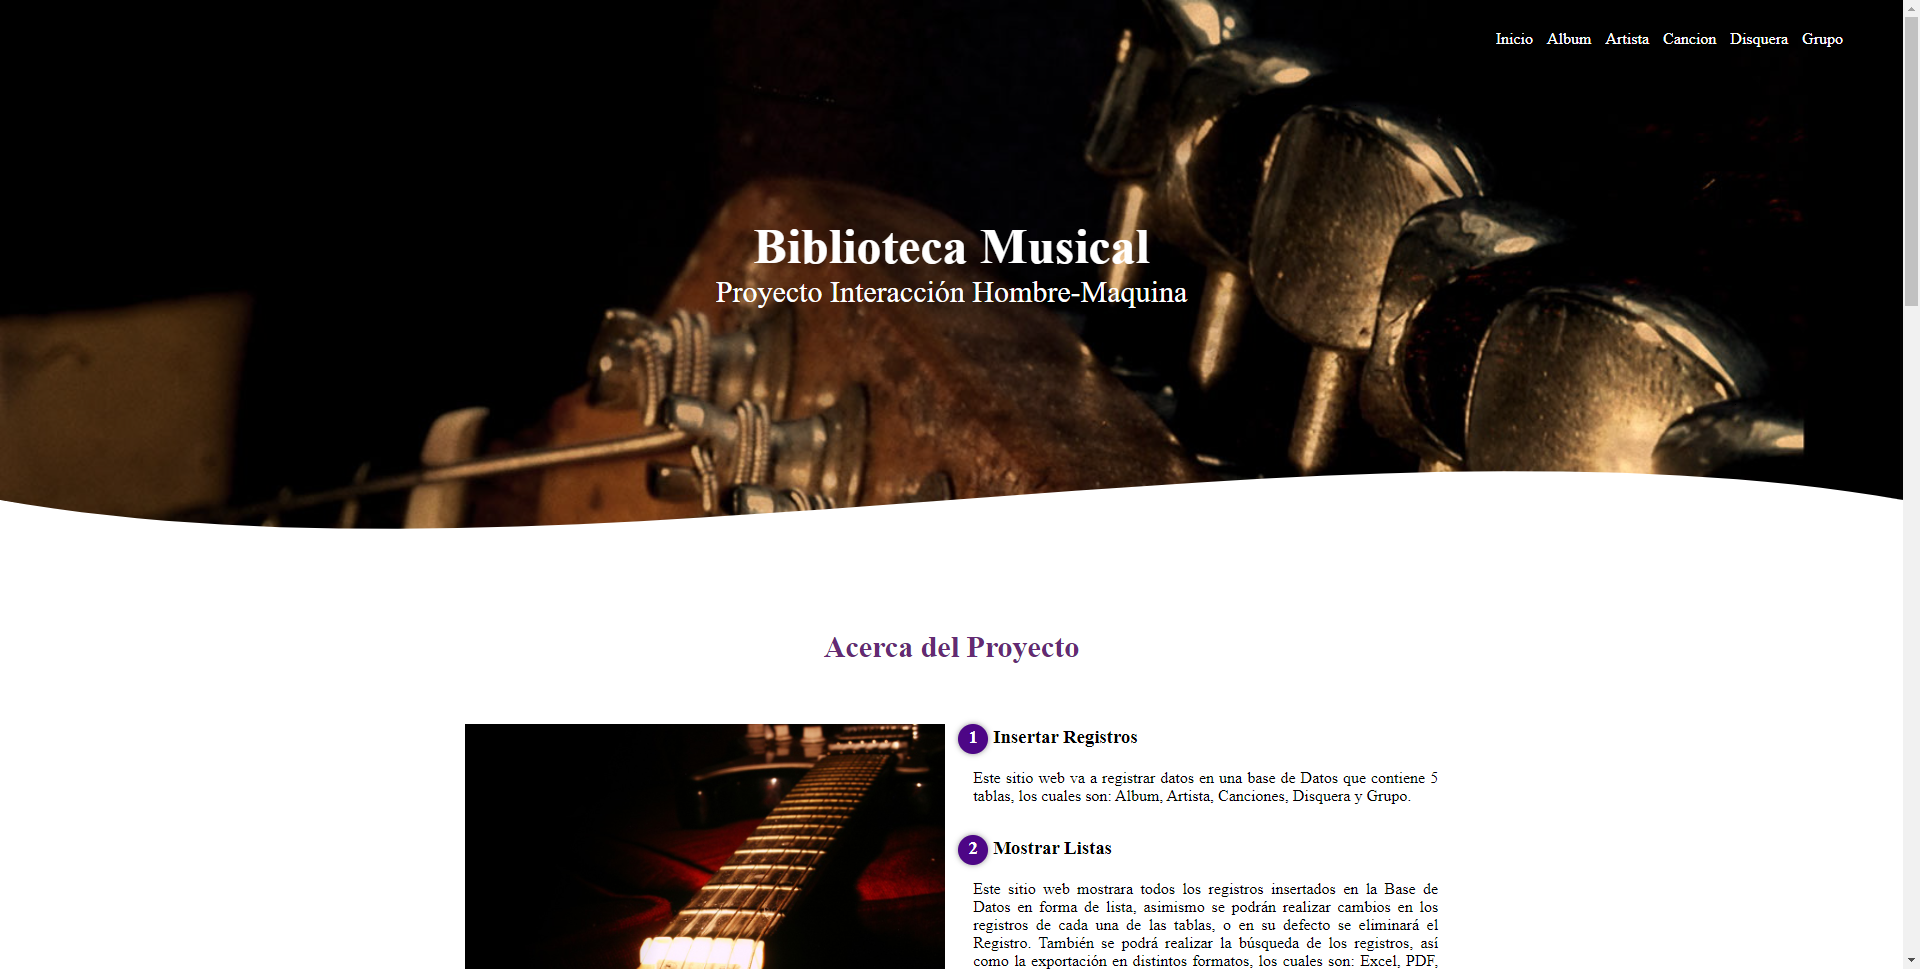 Inicio Album Artista Cancion Disquera Grupo
Biblioteca Musical
Proyecto Interacción Hombre-Maquina
Acerca del Proyecto
1 Insertar Registros
Este sitio web va a registrar datos en una base de Datos que contiene 5
tablas, los cuales son: Album, Artista, Canciones, Disquera y Grupo.
2 Mostrar Listas
Este sitio web mostrara todos los registros insertados en la Base de
Datos en forma de lista, asimismo se podrán realizar cambios en los
registros de cada una de las tablas, o en su defecto se eliminará el
Registro. También se podrá realizar la búsqueda de los registros, así
como la exportación en distintos formatos, los cuales son: Excel, PDF,